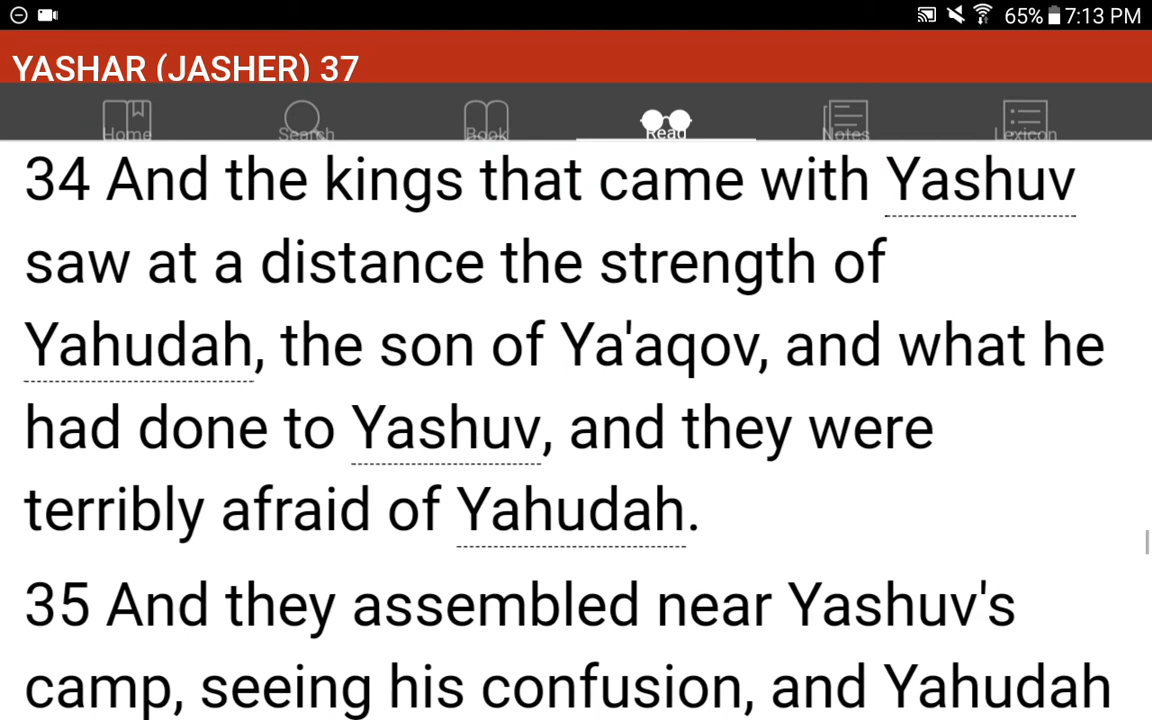 65% 7:13 PM
YASHAR (JASHER) 37
Home Search Book Read Notes Lexicon
34 And the kings that came with Yashuv
saw at a distance the strength of
Yahudah, the son of Ya'aqov, and what he
had done to Yashuv, and they were
terribly afraid of Yahudah.
35 And they assembled near Yashuv's
camp, seeing his confusion, and Yahudah